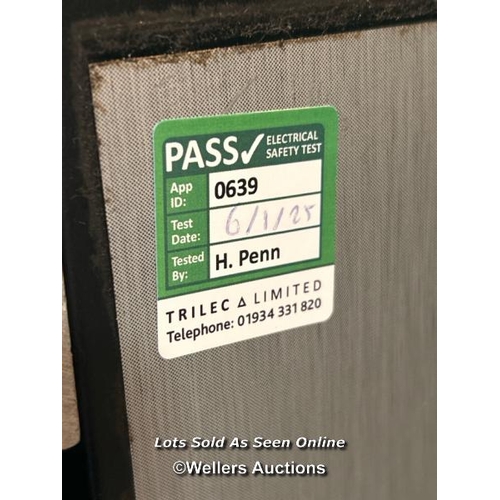 PASS✓ ELECTRICAL SAFETY TEST
App ID: 0639
Test Date: 6/1/25
Tested By: H. Penn
TRILEC △ LIMITED
Telephone: 01934 331 820
Lots Sold As Seen Online
©Wellers Auctions